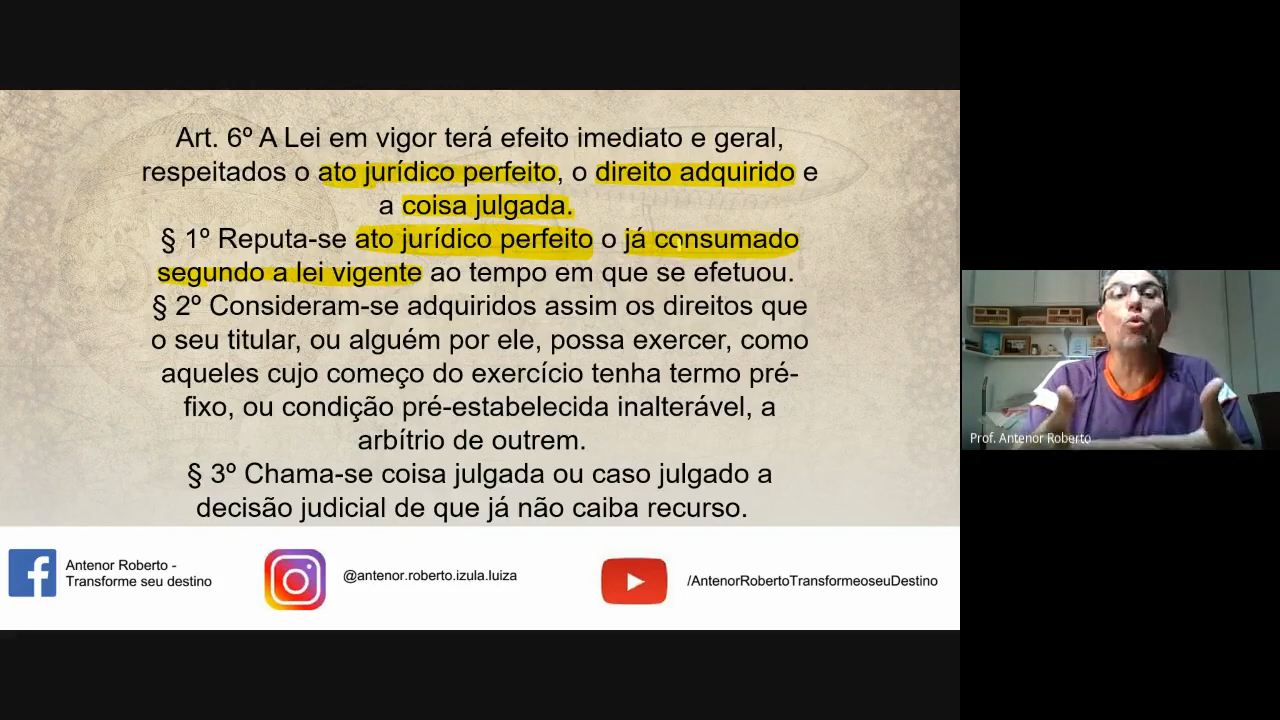 Art. 6º A Lei em vigor terá efeito imediato e geral,
respeitados o ato jurídico perfeito, o direito adquirido e
a coisa julgada.
§ 1º Reputa-se ato jurídico perfeito o já consumado
segundo a lei vigente ao tempo em que se efetuou.
§ 2º Consideram-se adquiridos assim os direitos que
o seu titular, ou alguém por ele, possa exercer, como
aqueles cujo começo do exercício tenha termo pré-
fixo, ou condição pré-estabelecida inalterável, a
arbítrio de outrem.
§ 3º Chama-se coisa julgada ou caso julgado a
decisão judicial de que já não caiba recurso.
Antenor Roberto -
Transforme seu destino
@antenor.roberto.izula.luiza
/AntenorRobertoTransformeoseuDestino
Prof. Antenor Roberto